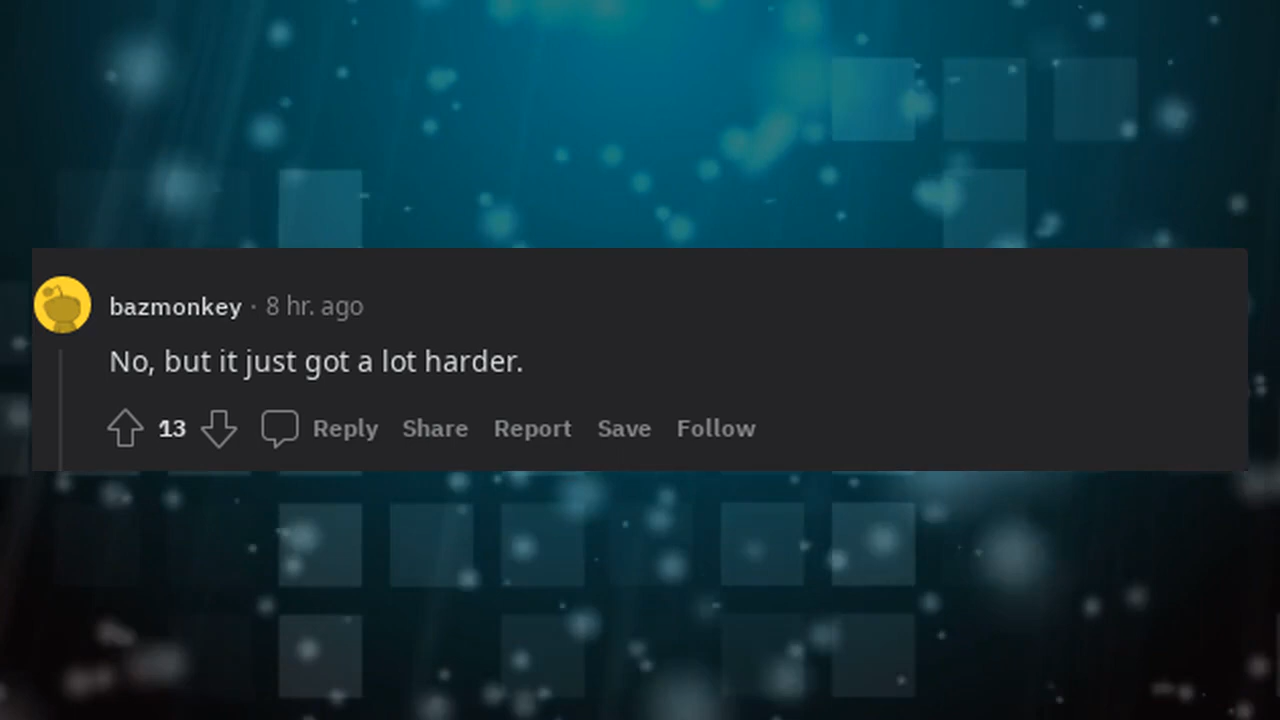 bazmonkey · 8 hr. ago
No, but it just got a lot harder.
13 Reply Share Report Save Follow